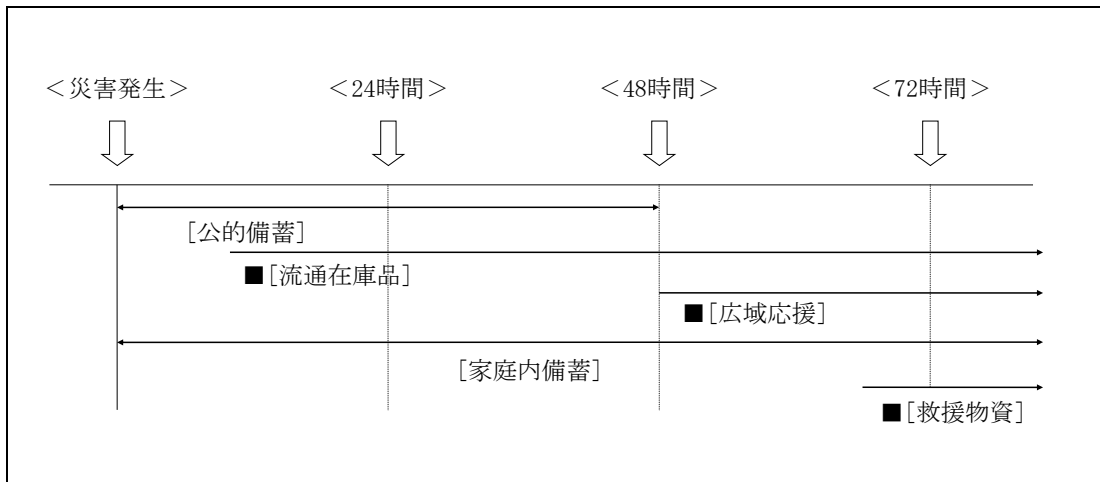 ＜災害発生＞ ＜24時間＞ ＜48時間＞ ＜72時間＞
[公的備蓄]
■[流通在庫品]
■[広域応援]
[家庭内備蓄]
■[救援物資]